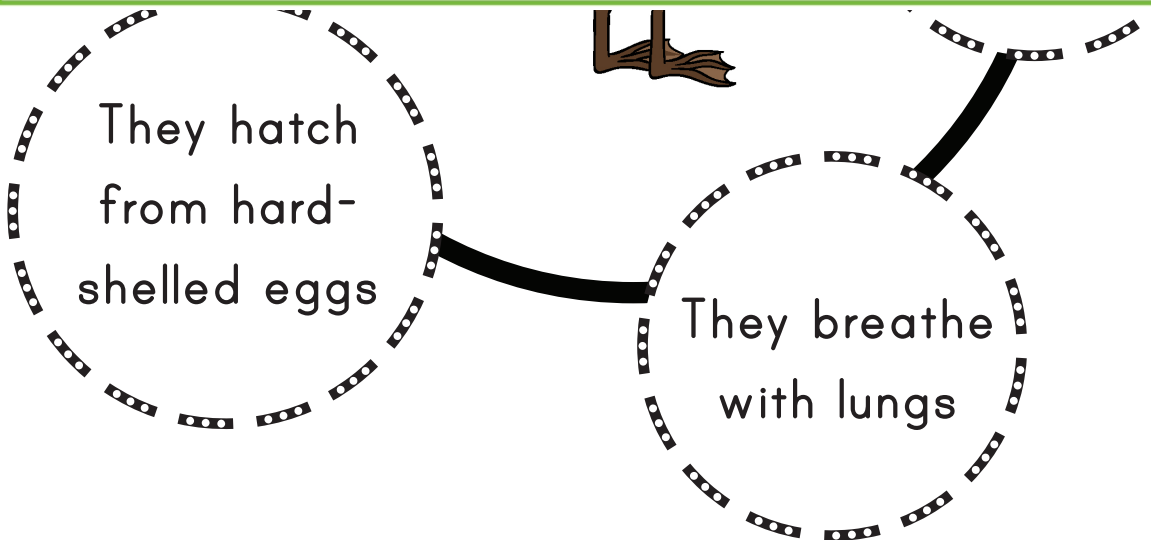 They hatch
from hard-
shelled eggs
They breathe
with lungs